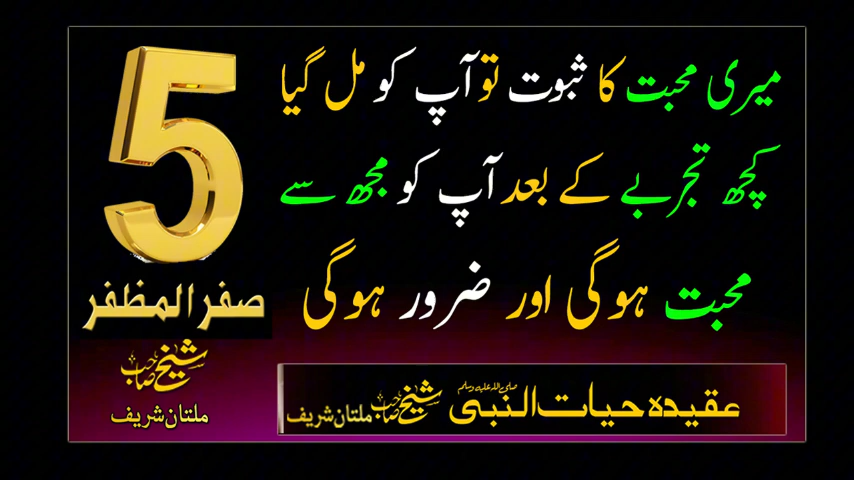 میری محبت کا ثبوت تو آپ کو مل گیا
کچھ تجربے کے بعد آپ کو مجھ سے
محبت ہوگی اور ضرور ہوگی
5
صفر المظفر
شیخ صاحب
ملتان شریف
عقیدہ حیات النبی صلی اللہ علیہ وسلم شیخ صاحب ملتان شریف